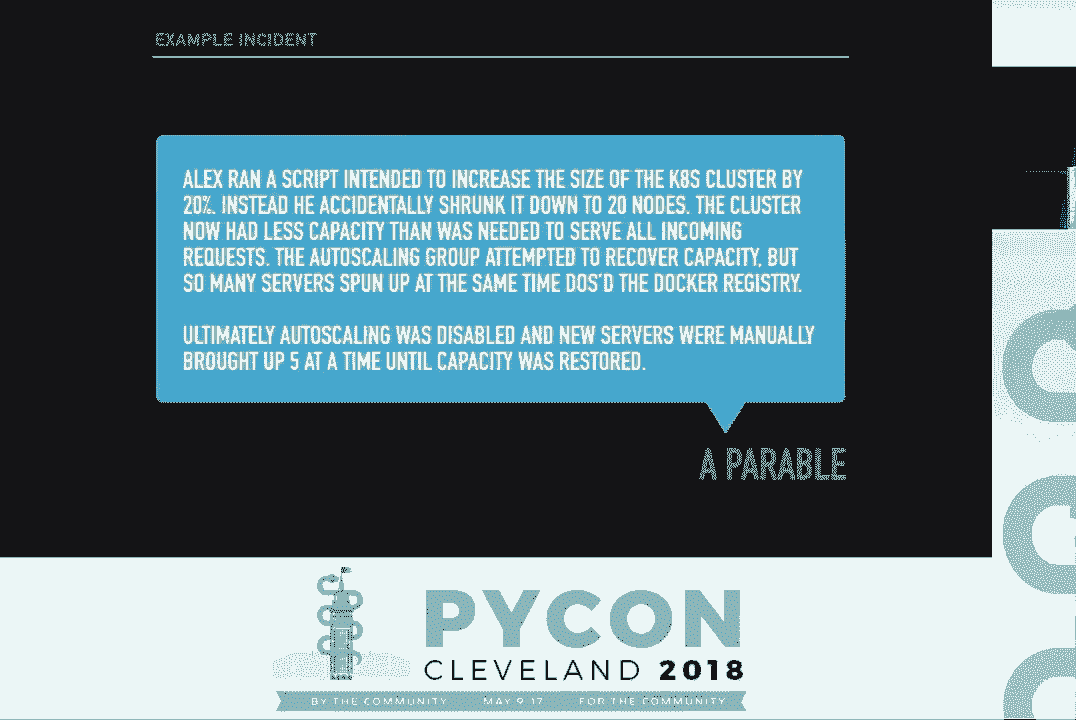 EXAMPLE INCIDENT
ALEX RAN A SCRIPT INTENDED TO INCREASE THE SIZE OF THE K8S CLUSTER BY
20%. INSTEAD HE ACCIDENTALLY SHRUNK IT DOWN TO 20 NODES. THE CLUSTER
NOW HAD LESS CAPACITY THAN WAS NEEDED TO SERVE ALL INCOMING
REQUESTS. THE AUTOSCALING GROUP ATTEMPTED TO RECOVER CAPACITY, BUT
SO MANY SERVERS SPUN UP AT THE SAME TIME DOS'D THE DOCKER REGISTRY.
ULTIMATELY AUTOSCALING WAS DISABLED AND NEW SERVERS WERE MANUALLY
BROUGHT UP 5 AT A TIME UNTIL CAPACITY WAS RESTORED.
A PARABLE
PYCON
CLEVELAND 2018
BY THE COMMUNITY MAY 9-17 FOR THE COMMUNITY